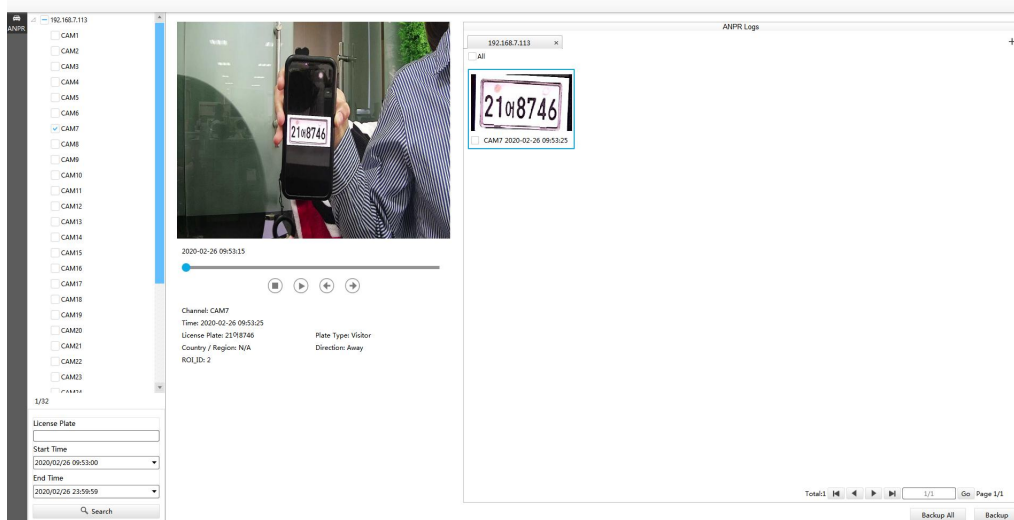 ANPR
192.168.7.113
CAM1
CAM2
CAM3
CAM4
CAM5
CAM6
CAM7
CAM8
CAM9
CAM10
CAM11
CAM12
CAM13
CAM14
CAM15
CAM16
CAM17
CAM18
CAM19
CAM20
CAM21
CAM22
CAM23
CAM24
1/32
License Plate
Start Time
2020/02/26 09:53:00
End Time
2020/02/26 23:59:59
Search
21어8746
2020-02-26 09:53:15
Channel: CAM7
Time: 2020-02-26 09:53:25
License Plate: 21어8746 Plate Type: Visitor
Country / Region: N/A Direction: Away
ROI_ID: 2
ANPR Logs
192.168.7.113 ×
All
21어8746
CAM7 2020-02-26 09:53:25
Total:1 1/1 Go Page 1/1
Backup All Backup